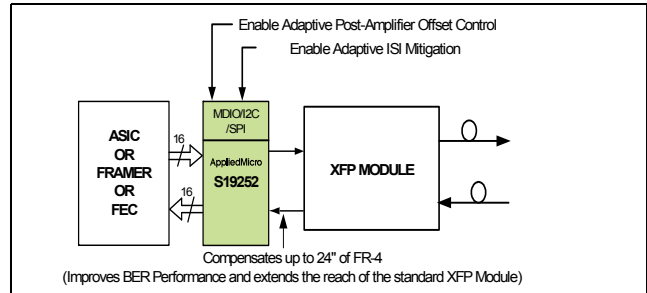 Enable Adaptive Post-Amplifier Offset Control
Enable Adaptive ISI Mitigation
MDIO/I2C
/SPI
ASIC
OR
FRAMER
OR
FEC
16
16
AppliedMicro
S19252
XFP MODULE
Compensates up to 24" of FR-4
(Improves BER Performance and extends the reach of the standard XFP Module)